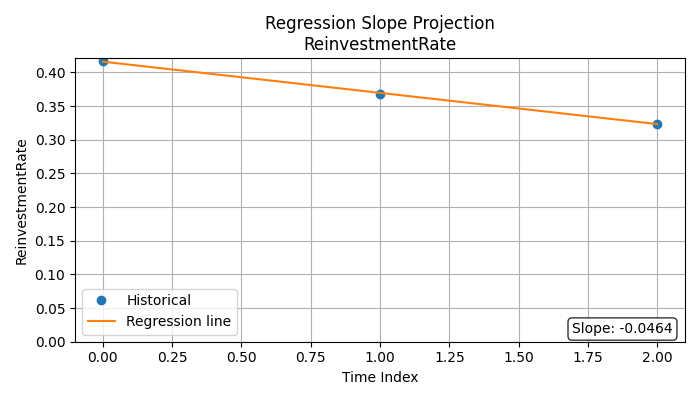 Regression Slope Projection
ReinvestmentRate
0.40
0.35
0.30
0.25
0.20
0.15
0.10
0.05
0.00
ReinvestmentRate
Historical
Regression line
Slope: -0.0464
0.00 0.25 0.50 0.75 1.00 1.25 1.50 1.75 2.00
Time Index